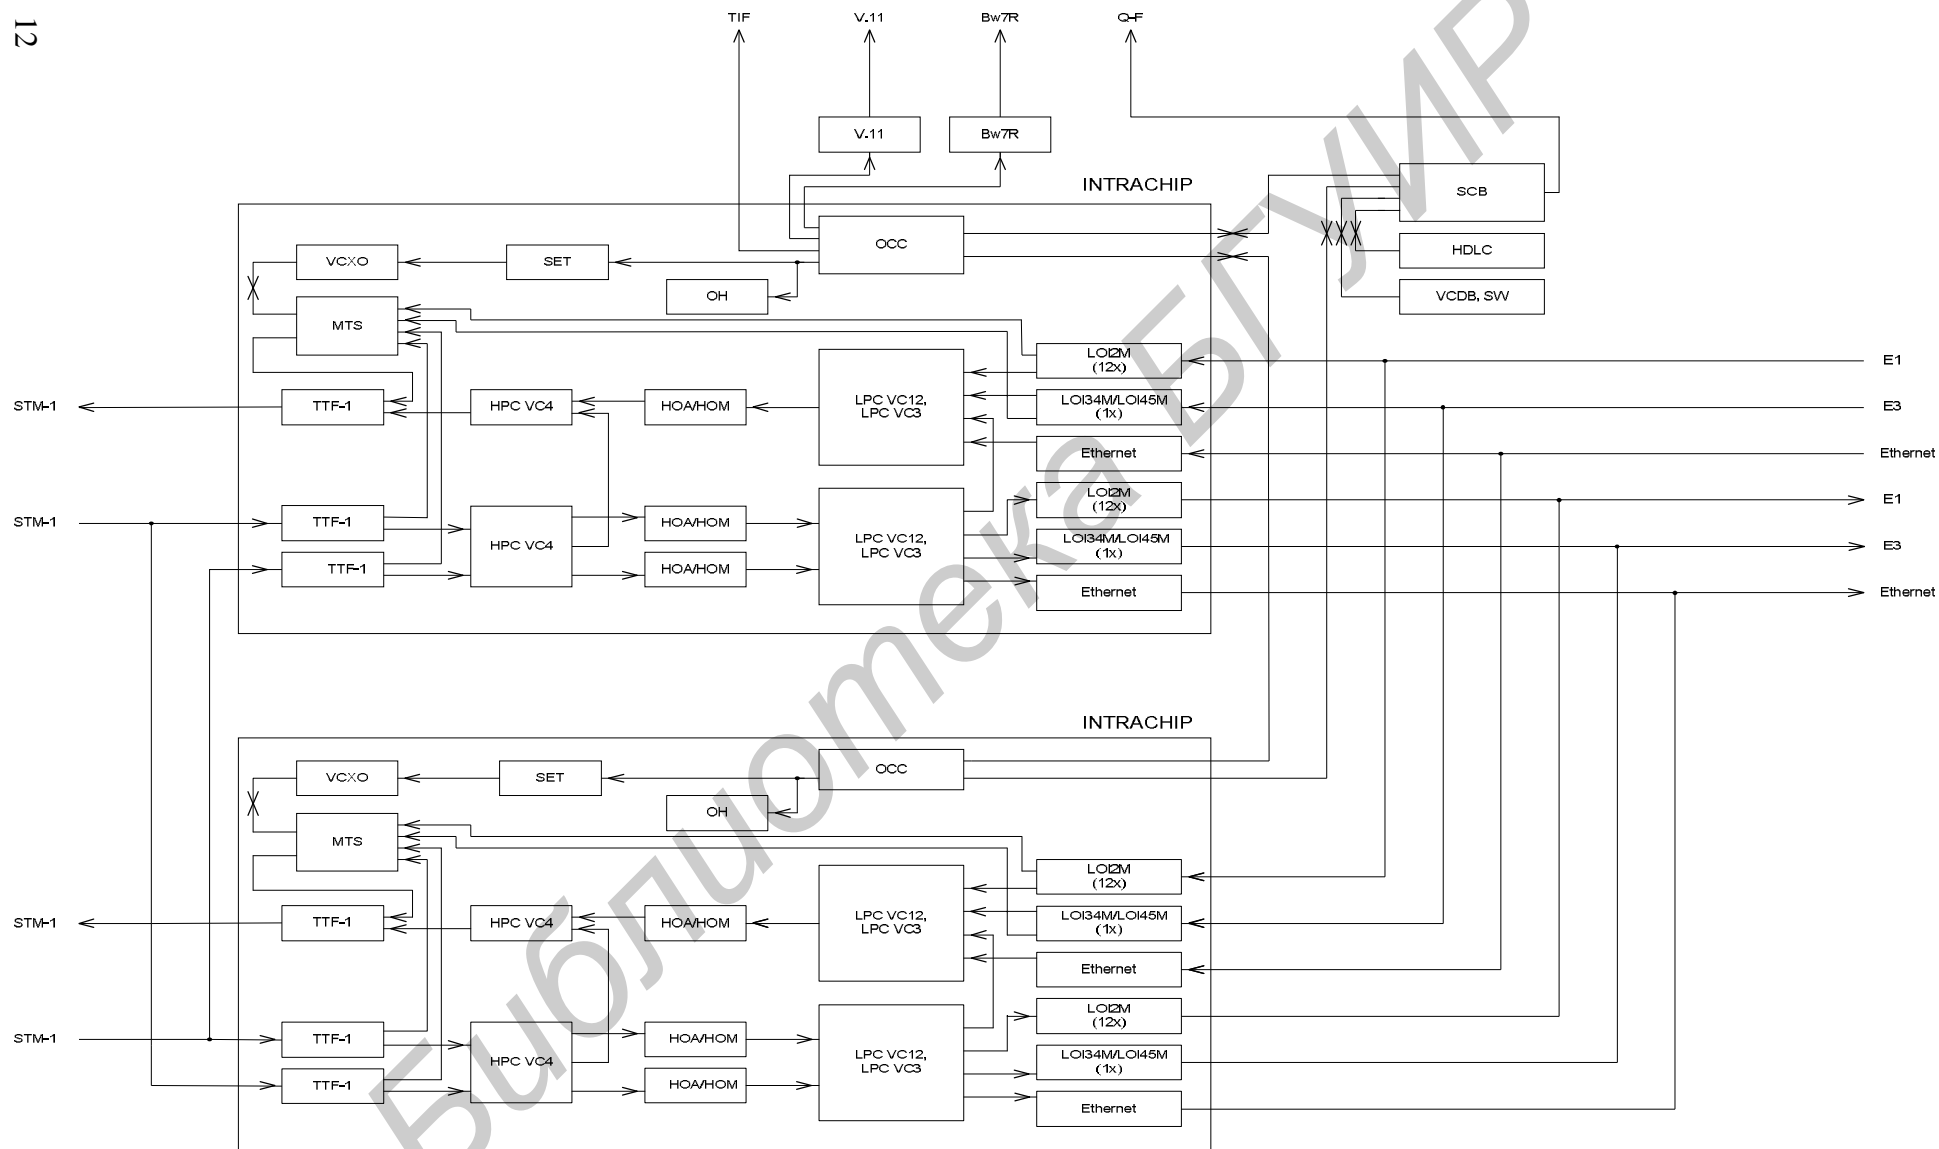 12
TIF
V.11
Bw7R
Q-F
V.11
Bw7R
INTRACHIP
SCB
OCC
HDLC
VCXO
SET
OH
VCDB, SW
MTS
LOI2M
(12x)
E1
STM-1
TTF-1
HPC VC4
HOA/HOM
LPC VC12,
LPC VC3
LOI34M/LOI45M
(1x)
E3
Ethernet
Ethernet
LOI2M
(12x)
E1
STM-1
TTF-1
HOA/HOM
HPC VC4
LPC VC12,
LPC VC3
LOI34M/LOI45M
(1x)
E3
TTF-1
HOA/HOM
Ethernet
Ethernet
INTRACHIP
OCC
VCXO
SET
OH
MTS
LOI2M
(12x)
STM-1
TTF-1
HPC VC4
HOA/HOM
LPC VC12,
LPC VC3
LOI34M/LOI45M
(1x)
Ethernet
LOI2M
(12x)
STM-1
TTF-1
HOA/HOM
HPC VC4
LPC VC12,
LPC VC3
LOI34M/LOI45M
(1x)
TTF-1
HOA/HOM
Ethernet
Библиотека БГУИР